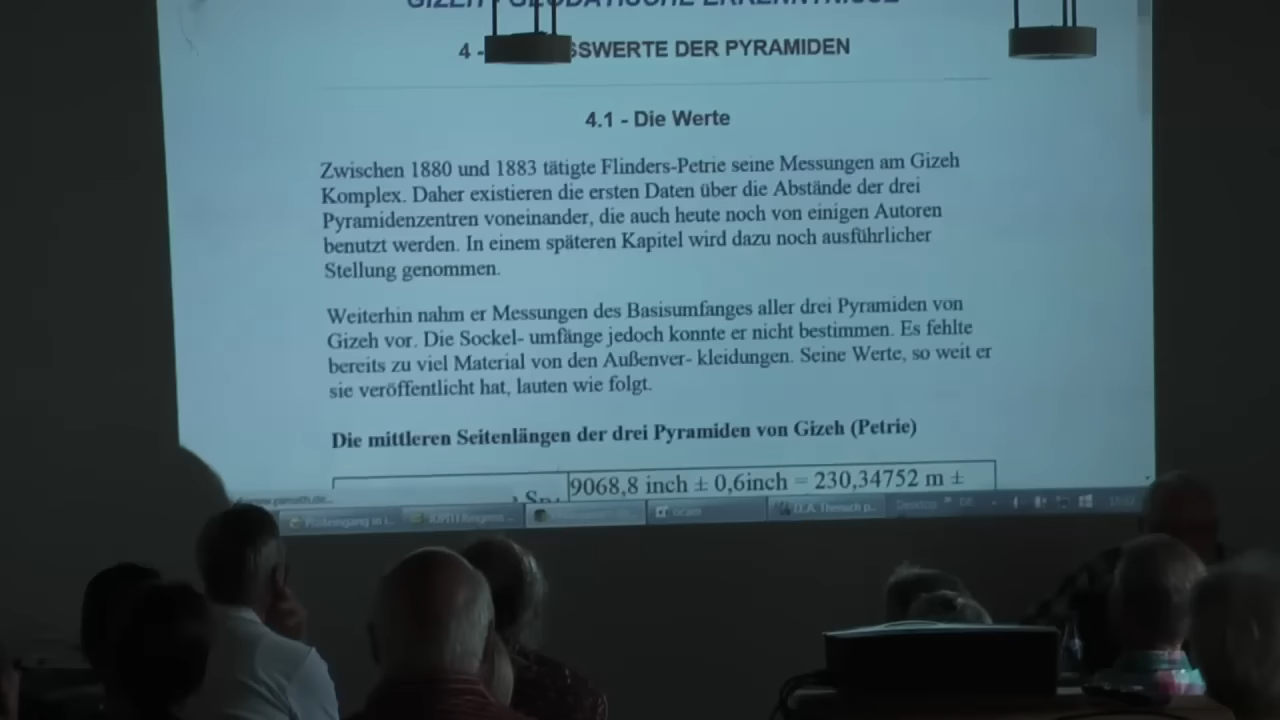 GIZEH - GEODÄTISCHE ERKENNTNISSE
4 - SSWERTE DER PYRAMIDEN
4.1 - Die Werte
Zwischen 1880 und 1883 tätigte Flinders-Petrie seine Messungen am Gizeh
Komplex. Daher existieren die ersten Daten über die Abstände der drei
Pyramidenzentren voneinander, die auch heute noch von einigen Autoren
benutzt werden. In einem späteren Kapitel wird dazu noch ausführlicher
Stellung genommen.
Weiterhin nahm er Messungen des Basisumfanges aller drei Pyramiden von
Gizeh vor. Die Sockel- umfänge jedoch konnte er nicht bestimmen. Es fehlte
bereits zu viel Material von den Außenver- kleidungen. Seine Werte, so weit er
sie veröffentlicht hat, lauten wie folgt.
Die mittleren Seitenlängen der drei Pyramiden von Gizeh (Petrie)
9068,8 inch ± 0,6inch = 230,34752 m ±